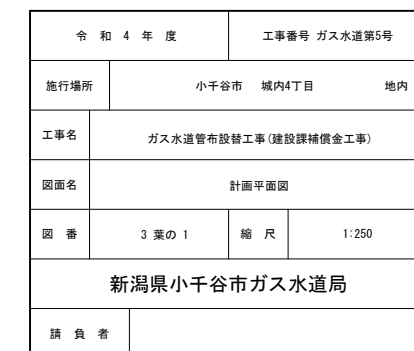 令 和 4 年 度 工事番号 ガス水道第5号
施行場所 小千谷市 城内4丁目 地内
工事名 ガス水道管布設替工事(建設課補償金工事)
図面名 計画平面図
図 番 3 葉の 1 縮 尺 1:250
新潟県小千谷市ガス水道局
請 負 者